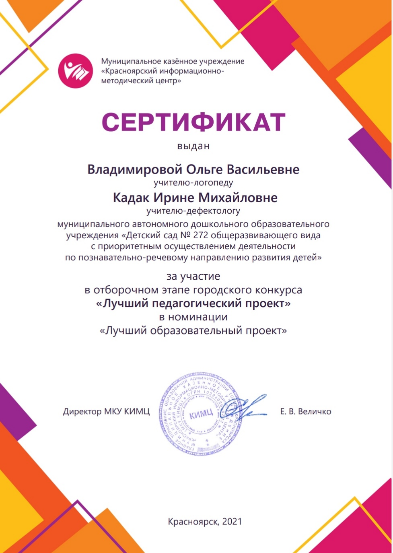 Муниципальное казённое учреждение
«Красноярский информационно-
методический центр»
СЕРТИФИКАТ
выдан
Владимировой Ольге Васильевне
учителю-логопеду
Кадак Ирине Михайловне
учителю-дефектологу
муниципального автономного дошкольного образовательного
учреждения «Детский сад № 272 общеразвивающего вида
с приоритетным осуществлением деятельности
по познавательно-речевому направлению развития детей»
за участие
в отборочном этапе городского конкурса
«Лучший педагогический проект»
в номинации
«Лучший образовательный проект»
Директор МКУ КИМЦ
КИМЦ
Е. В. Величко
Красноярск, 2021